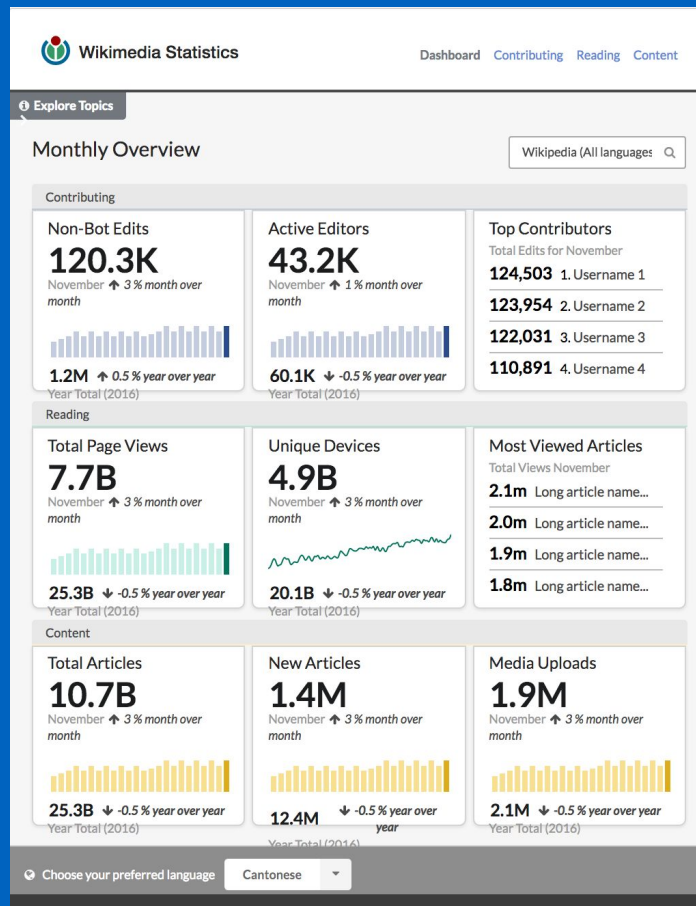 Wikimedia Statistics
Dashboard Contributing Reading Content
Explore Topics
Monthly Overview
Wikipedia (All languages
Contributing
Non-Bot Edits
120.3K
November ↑ 3 % month over
month
1.2M ↑ 0.5 % year over year
Year Total (2016)
Active Editors
43.2K
November ↑ 1 % month over
month
60.1K ↓ -0.5 % year over year
Year Total (2016)
Top Contributors
Total Edits for November
124,503 1. Username 1
123,954 2. Username 2
122,031 3. Username 3
110,891 4. Username 4
Reading
Total Page Views
7.7B
November ↑ 3 % month over
month
25.3B ↓ -0.5 % year over year
Year Total (2016)
Unique Devices
4.9B
November ↑ 3 % month over
month
20.1B ↓ -0.5 % year over year
Year Total (2016)
Most Viewed Articles
Total Views November
2.1m Long article name...
2.0m Long article name...
1.9m Long article name...
1.8m Long article name...
Content
Total Articles
10.7B
November ↑ 3 % month over
month
25.3B ↓ -0.5 % year over year
Year Total (2016)
New Articles
1.4M
November ↑ 3 % month over
month
12.4M ↓ -0.5 % year over
year
Year Total (2016)
Media Uploads
1.9M
November ↑ 3 % month over
month
2.1M ↓ -0.5 % year over year
Year Total (2016)
Choose your preferred language Cantonese